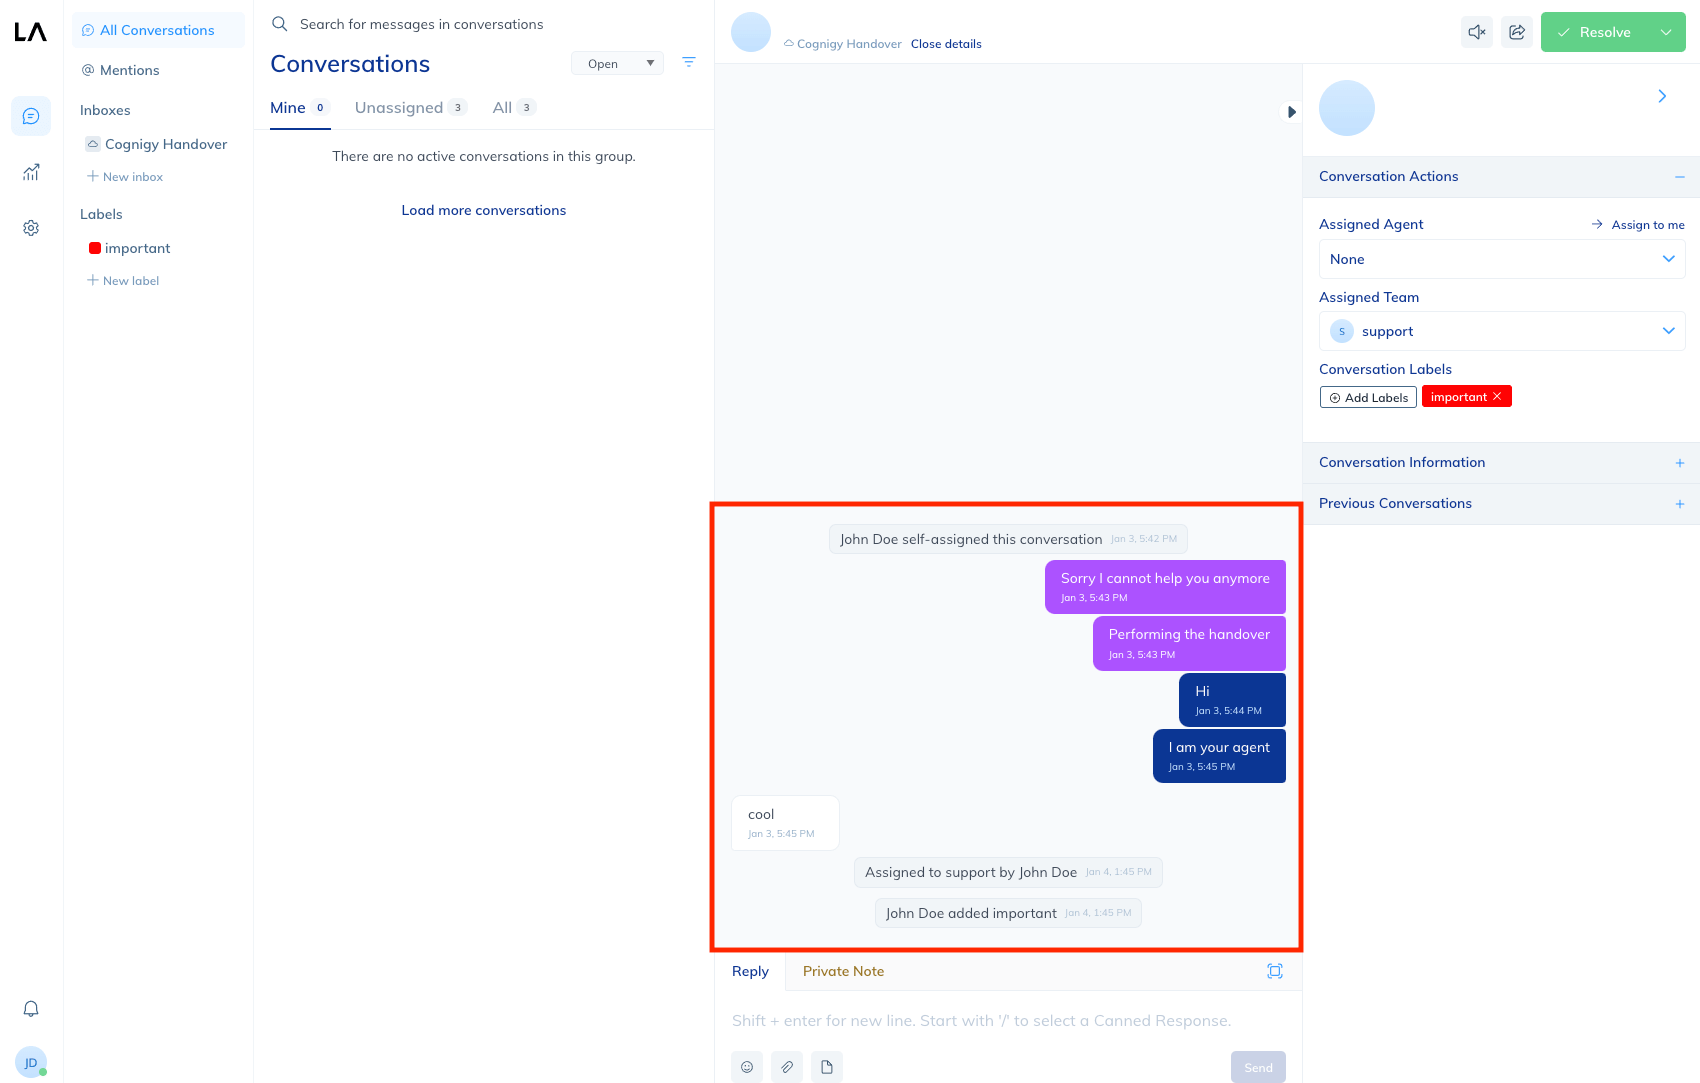 LA
All Conversations
Mentions
Inboxes
Cognigy Handover
New inbox
Labels
important
New label
JD
Search for messages in conversations
Conversations
Open
Mine 0 Unassigned 3 All 3
There are no active conversations in this group.
Load more conversations
Cognigy Handover Close details
Resolve
John Doe self-assigned this conversation Jan 3, 5:42 PM
Sorry I cannot help you anymore
Jan 3, 5:43 PM
Performing the handover
Jan 3, 5:43 PM
Hi
Jan 3, 5:44 PM
I am your agent
Jan 3, 5:45 PM
cool
Jan 3, 5:45 PM
Assigned to support by John Doe Jan 4, 1:45 PM
John Doe added important Jan 4, 1:45 PM
Reply Private Note
Shift + enter for new line. Start with '/' to select a Canned Response.
Send
Conversation Actions
Assigned Agent Assign to me
None
Assigned Team
S support
Conversation Labels
Add Labels important
Conversation Information
Previous Conversations